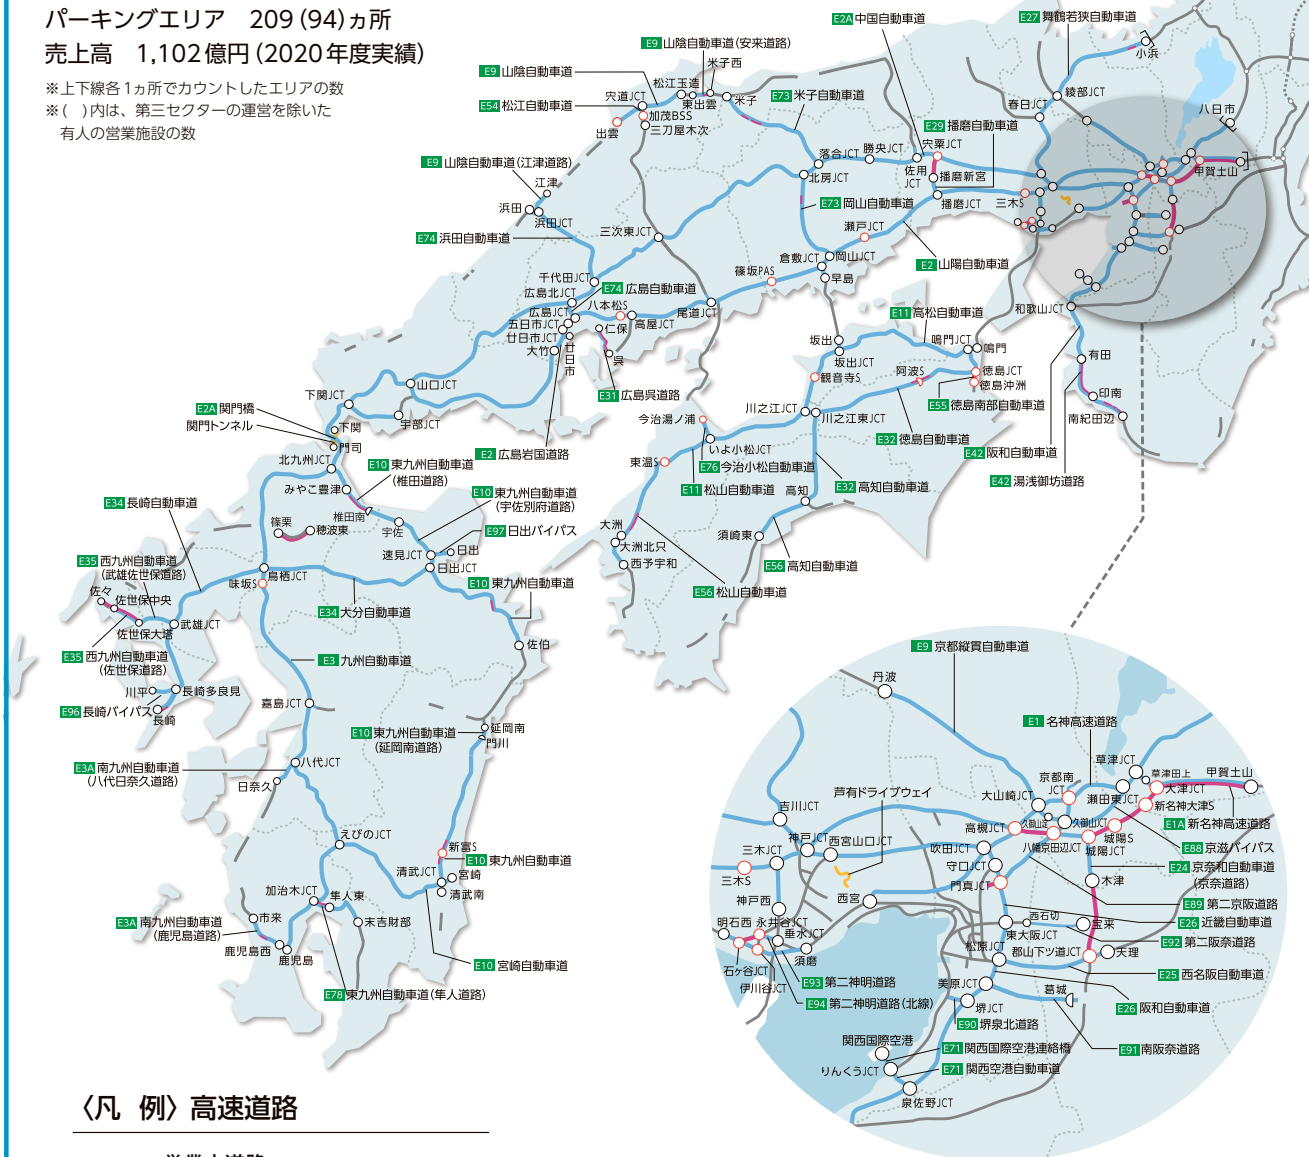 パーキングエリア　209（94）ヵ所
売上高　1,102億円（2020年度実績）
※上下線各1ヵ所でカウントしたエリアの数
※(　)内は、第三セクターの運営を除いた
有人の営業施設の数
E2A 中国自動車道
E27 舞鶴若狭自動車道
E9 山陰自動車道(安来道路)
米子西
小浜
E9 山陰自動車道
松江玉造
宍道JCT
東出雲
米子
E73 米子自動車道
綾部JCT
春日JCT
E54 松江自動車道
加茂BSS
出雲
三刀屋木次
八日市
E29 播磨自動車道
宍粟JCT
勝央JCT
落合JCT
佐用
JCT
播磨新宮
甲賀土山
E9 山陰自動車道(江津道路)
北房JCT
江津
浜田
浜田JCT
E73 岡山自動車道
播磨JCT
三木S
瀬戸JCT
E74 浜田自動車道
三次東JCT
倉敷JCT
岡山JCT
E2 山陽自動車道
篠坂PAS
早島
千代田JCT
広島北JCT
E74 広島自動車道
八本松S
広島JCT
五日市JCT
廿日市JCT
大竹
廿日市
仁保
呉
高屋JCT
尾道JCT
E11 高松自動車道
和歌山JCT
坂出
坂出JCT
鳴門JCT
鳴門
有田
観音寺S
阿波S
徳島JCT
徳島沖洲
印南
南紀田辺
山口JCT
下関JCT
宇部JCT
E31 広島呉道路
E55 徳島南部自動車道
E2A 関門橋
関門トンネル
下関
門司
今治湯ノ浦
川之江JCT
川之江東JCT
E32 徳島自動車道
いよ小松JCT
E2 広島岩国道路
E42 阪和自動車道
北九州JCT
E10 東九州自動車道
(椎田道路)
東温S
E76 今治小松自動車道
E42 湯浅御坊道路
みやこ豊津
E10 東九州自動車道
(宇佐別府道路)
E11 松山自動車道
高知
E32 高知自動車道
E34 長崎自動車道
椎田南
宇佐
篠栗
穂波東
E97 日出バイパス
大洲
大洲北只
西予宇和
須崎東
速見JCT
日出
日出JCT
E35 西九州自動車道
(武雄佐世保道路)
鳥栖JCT
味坂S
E10 東九州自動車道
E56 高知自動車道
E56 松山自動車道
佐々
佐世保中央
佐世保大塔
武雄JCT
E34 大分自動車道
佐伯
E35 西九州自動車道
(佐世保道路)
E3 九州自動車道
川平
長崎多良見
E96 長崎バイパス
長崎
嘉島JCT
E10 東九州自動車道
(延岡南道路)
延岡南
門川
E3A 南九州自動車道
(八代日奈久道路)
八代JCT
日奈久
えびのJCT
新富S
E10 東九州自動車道
清武JCT
宮崎
清武南
加治木JCT
隼人東
市来
末吉財部
E3A 南九州自動車道
(鹿児島道路)
鹿児島西
鹿児島
E10 宮崎自動車道
E78 東九州自動車道(隼人道路)
E9 京都縦貫自動車道
丹波
E1 名神高速道路
草津JCT
草津田上
甲賀土山
京都南
JCT
大津JCT
芦有ドライブウェイ
大山崎JCT
瀬田東JCT
新名神大津S
吉川JCT
久御山淀
久御山JCT
E1A 新名神高速道路
高槻JCT
城陽S
神戸JCT
西宮山口JCT
吹田JCT
八幡京田辺JCT
城陽JCT
E88 京滋バイパス
三木JCT
守口JCT
E24 京奈和自動車道
(京奈道路)
三木S
門真JCT
木津
神戸西
西宮
E89 第二京阪道路
西石切
宝来
E26 近畿自動車道
明石西
永井谷JCT
垂水JCT
東大阪JCT
E92 第二阪奈道路
松原JCT
郡山下ツ道JCT
天理
須磨
石ヶ谷JCT
伊川谷JCT
E93 第二神明道路
E25 西名阪自動車道
美原JCT
葛城
E94 第二神明道路(北線)
堺JCT
E26 阪和自動車道
E90 堺泉北道路
関西国際空港
E71 関西国際空港連絡橋
E91 南阪奈道路
りんくうJCT
E71 関西空港自動車道
泉佐野JCT
〈凡 例〉高速道路